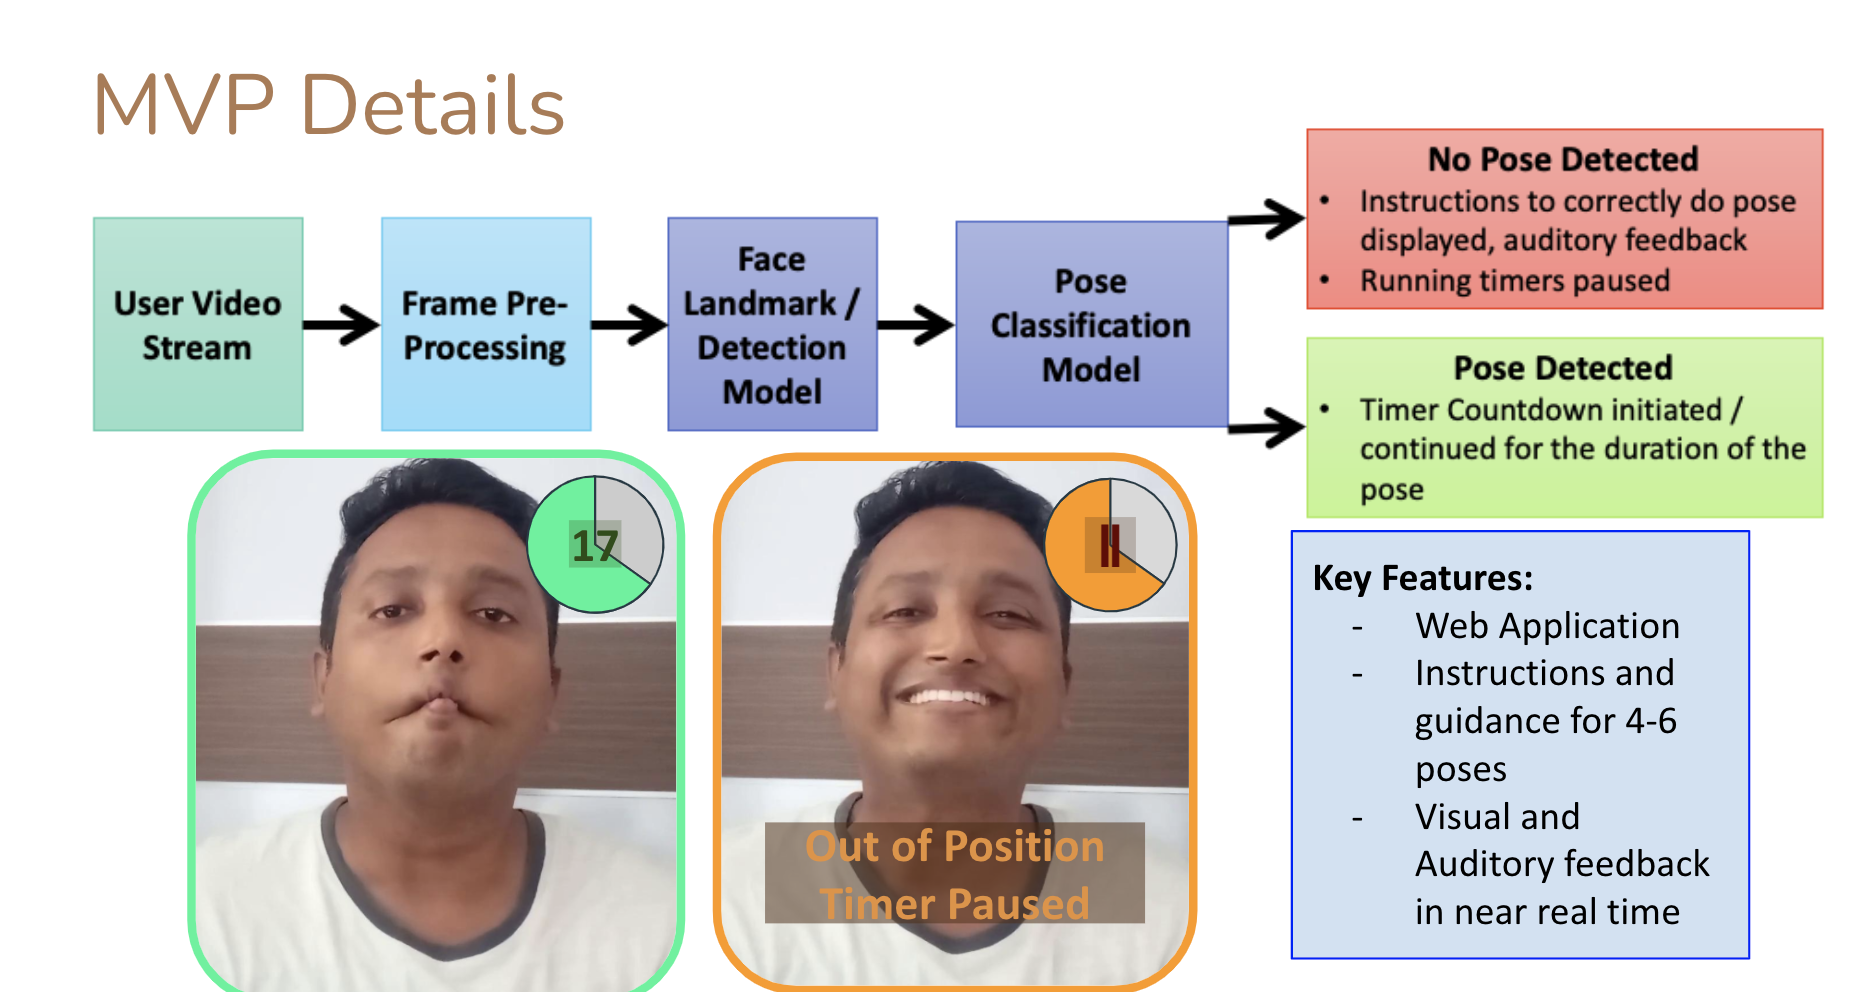 MVP Details
User Video
Stream
Frame Pre-
Processing
Face
Landmark /
Detection
Model
Pose
Classification
Model
No Pose Detected
• Instructions to correctly do pose
displayed, auditory feedback
• Running timers paused
Pose Detected
• Timer Countdown initiated /
continued for the duration of the
pose
17
Out of Position
Timer Paused
Key Features:
- Web Application
- Instructions and
guidance for 4-6
poses
- Visual and
Auditory feedback
in near real time